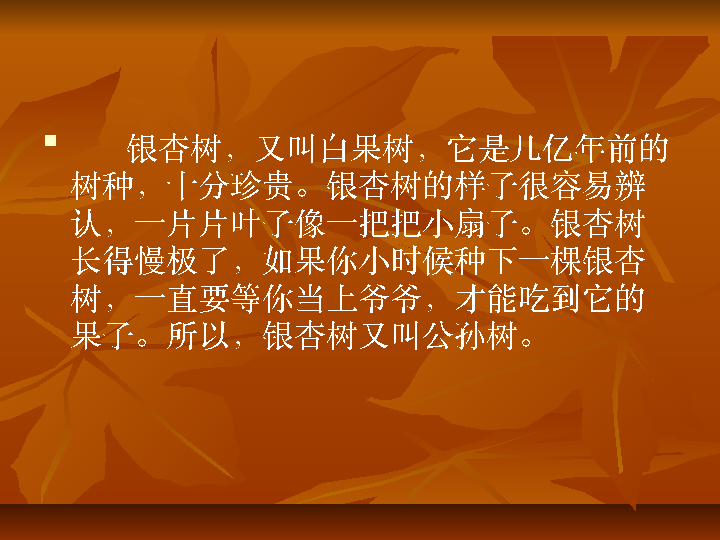 银杏树，又叫白果树，它是几亿年前的
树种，十分珍贵。银杏树的样子很容易辨
认，一片片叶子像一把把小扇子。银杏树
长得慢极了，如果你小时候种下一棵银杏
树，一直要等你当上爷爷，才能吃到它的
果子。所以，银杏树又叫公孙树。